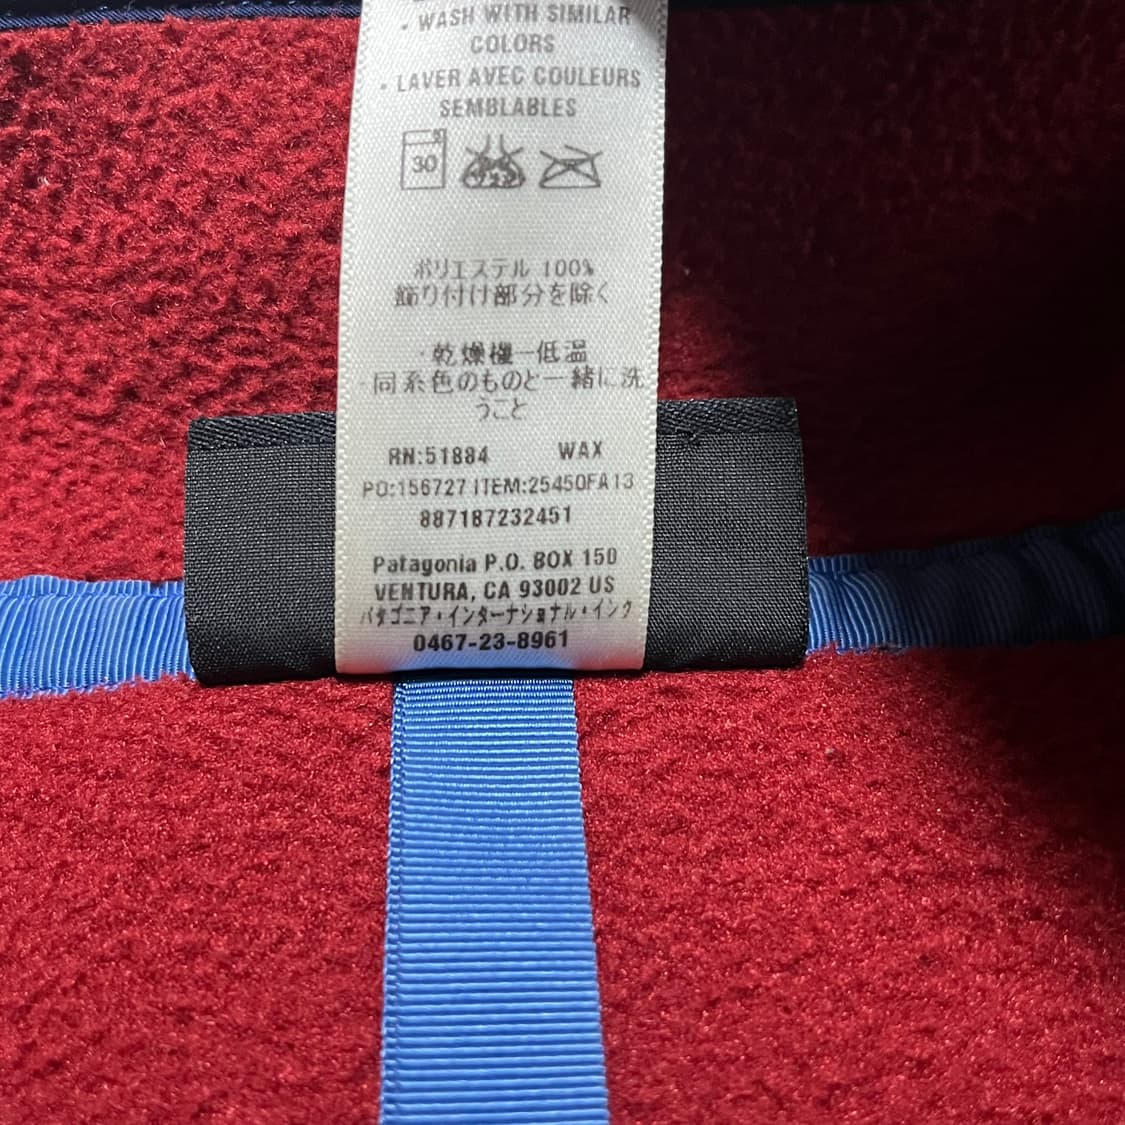 · WASH WITH SIMILAR
COLORS
· LAVER AVEC COULEURS
SEMBLABLES
30
ポリエステル 100%
飾り付け部分を除く
·乾燥機一低温
·同系色のものと一緒に洗
うこと
RN:51884 WAX
PO:156727 ITEM:25450FA13
887187232451
Patagonia P.O. BOX 150
VENTURA, CA 93002 US
パタゴニア・インターナショナル・インク
0467-23-8961